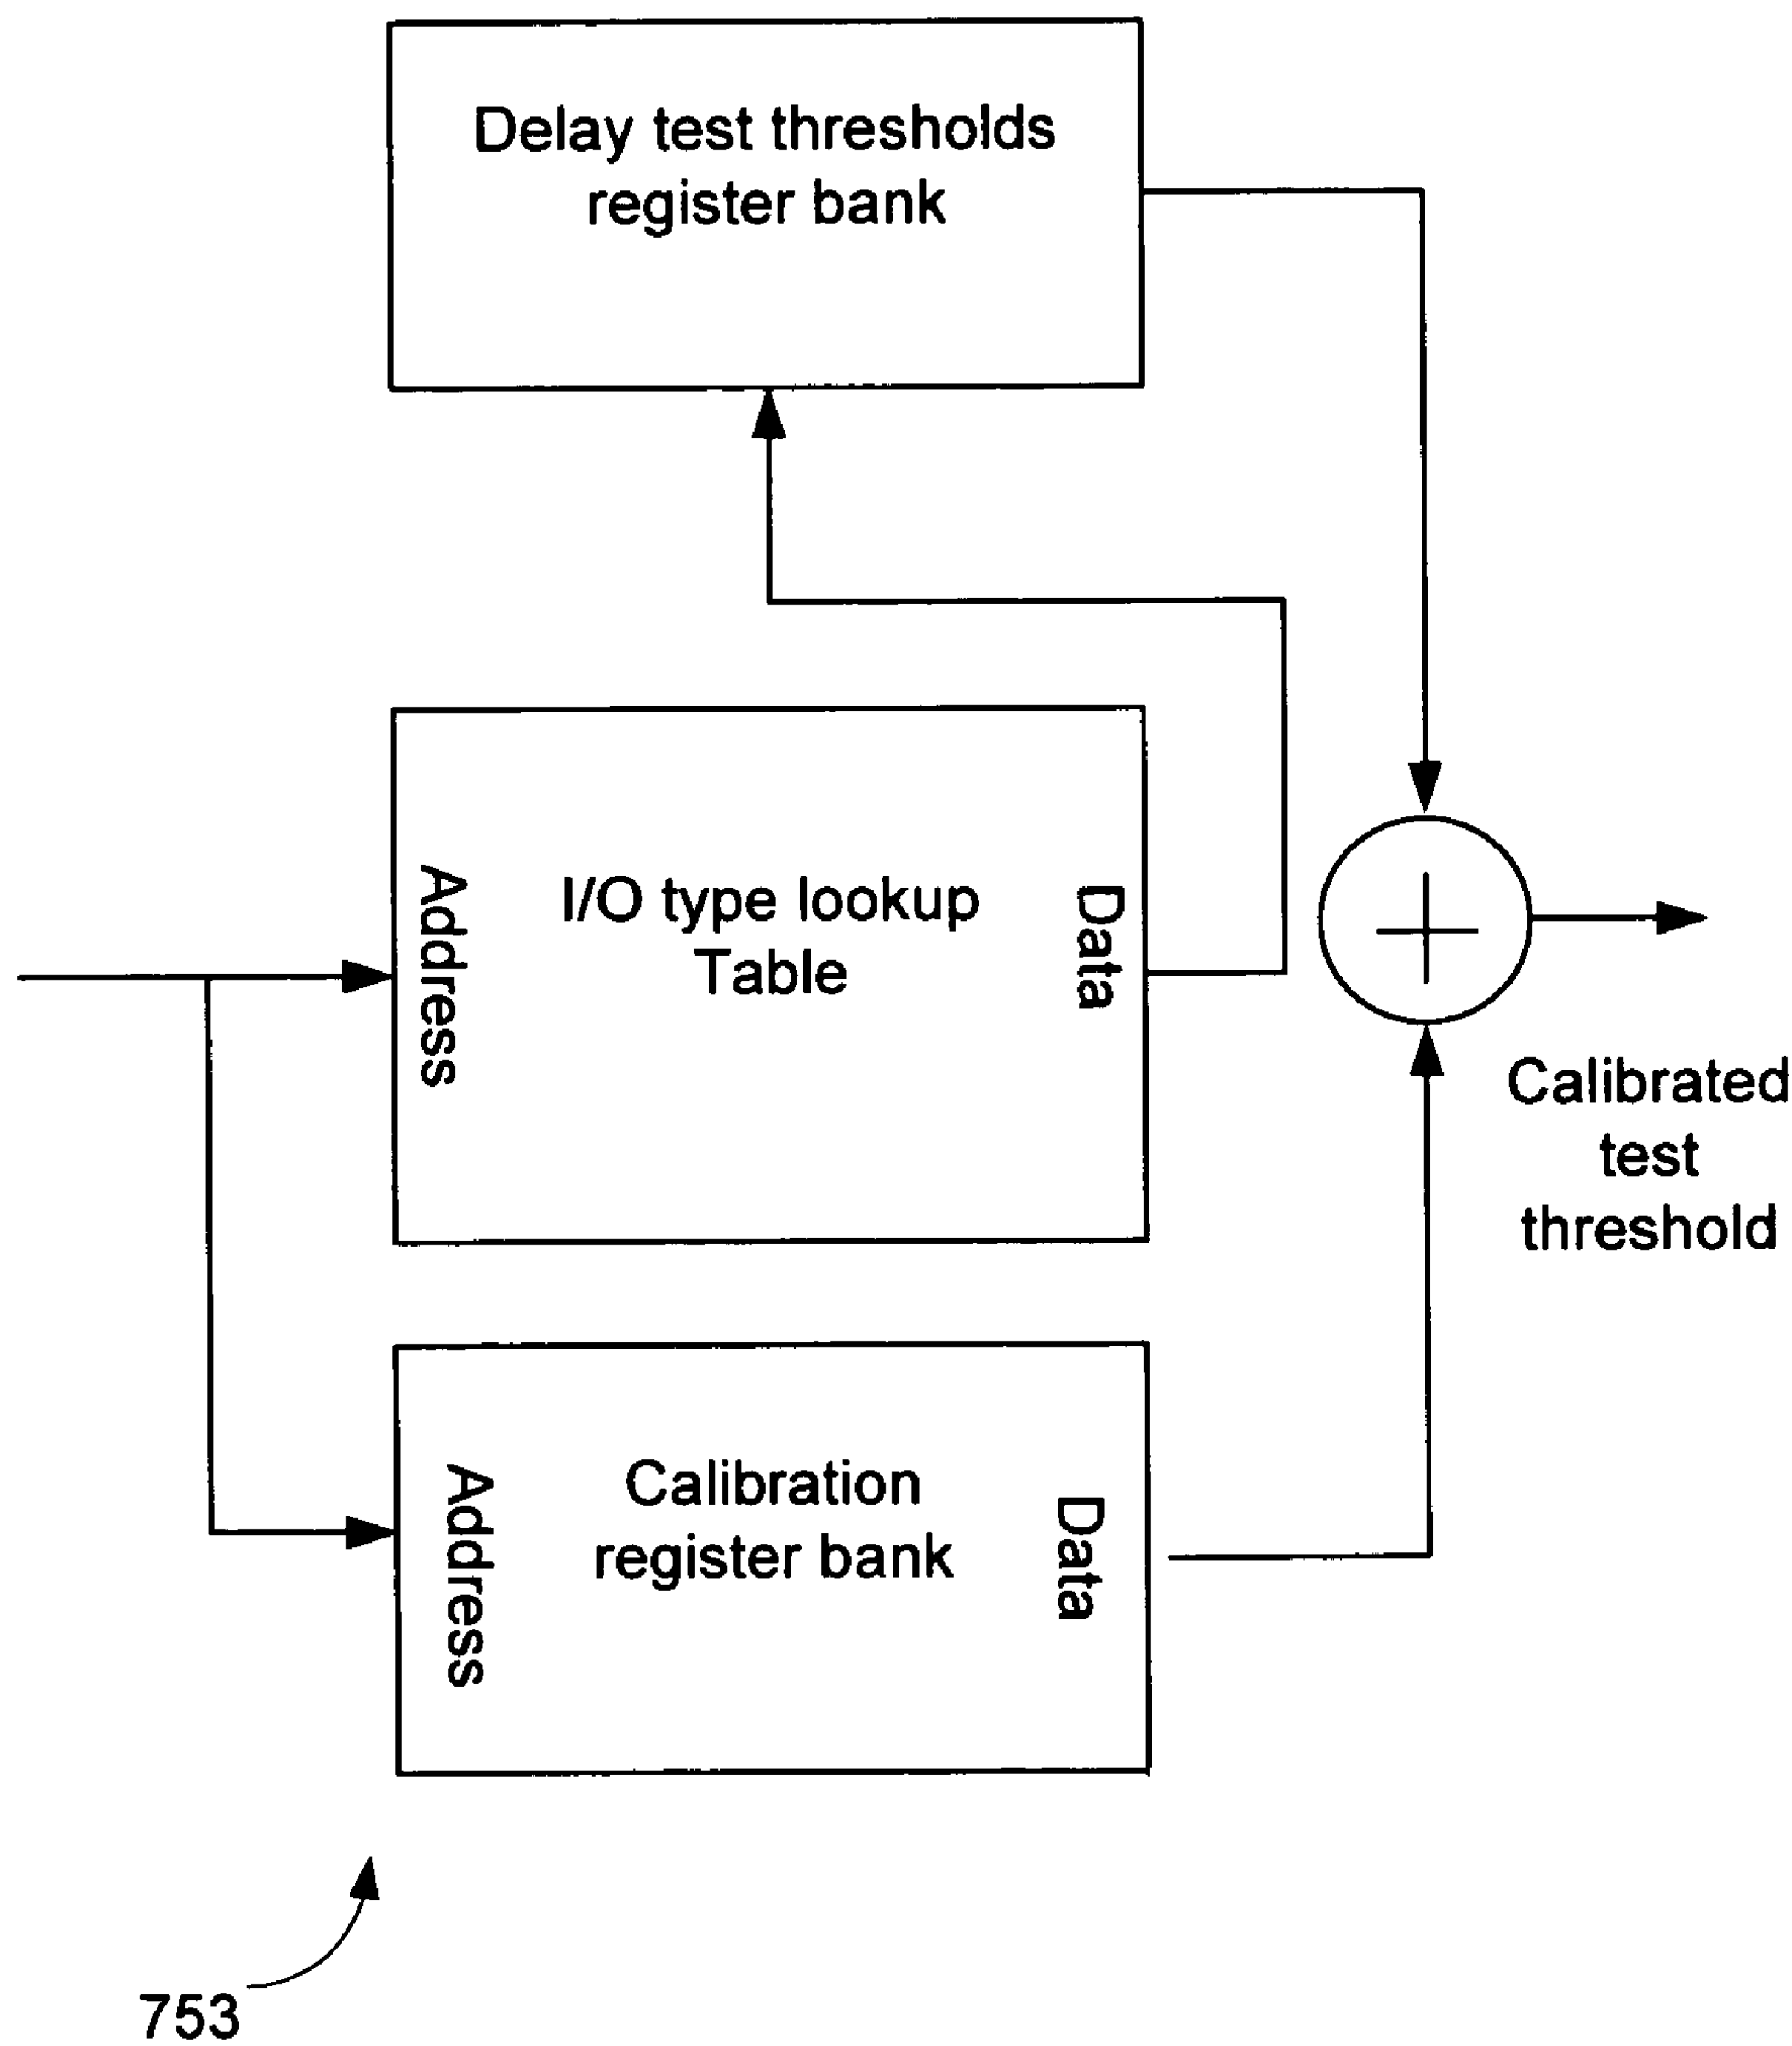 Delay test thresholds
register bank
Address
I/O type lookup
Table
Data
Calibrated
test
threshold
Address
Calibration
register bank
Data
753